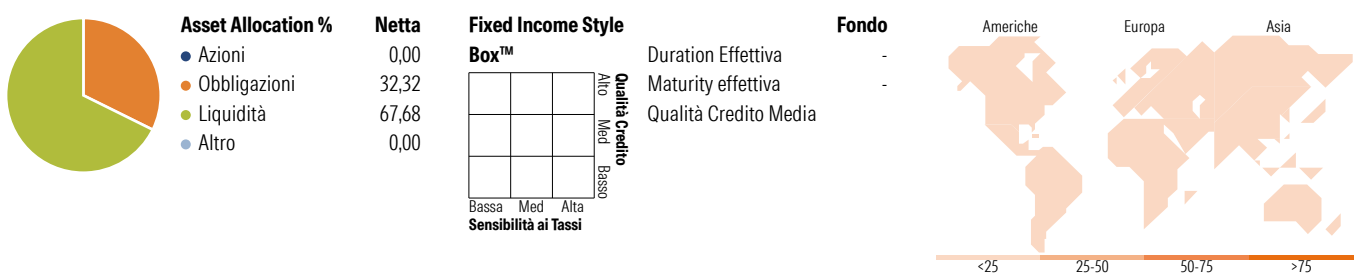 Asset Allocation % Netta
Azioni 0,00
Obbligazioni 32,32
Liquidità 67,68
Altro 0,00
Fixed Income Style Box™
Alto Med Basso
Qualità Credito
Bassa Med Alta
Sensibilità ai Tassi
Fondo
Duration Effettiva -
Maturity effettiva -
Qualità Credito Media
Americhe Europa Asia
<25 25-50 50-75 >75